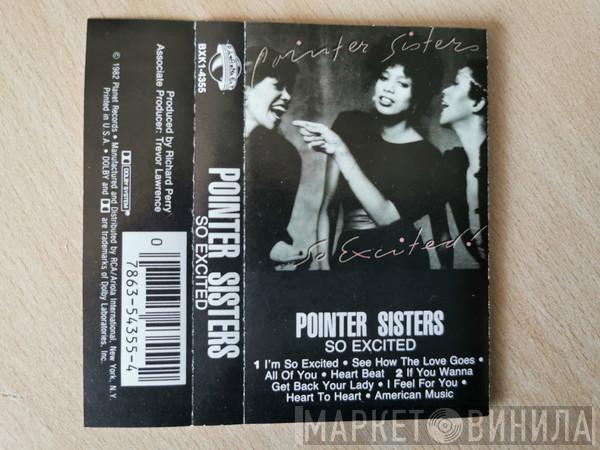 Pointer Sisters
So Excited!
POINTER SISTERS
SO EXCITED
1 I'm So Excited • See How The Love Goes •
All Of You • Heart Beat 2 If You Wanna
Get Back Your Lady • I Feel For You •
Heart To Heart • American Music
BXK1-4355
POINTER SISTERS
SO EXCITED
Produced by Richard Perry
Associate Producer: Trevor Lawrence
DOLBY SYSTEM
© 1982 Planet Records • Manufactured and Distributed by RCA/Ariola International, New York, N.Y.
Printed in U.S.A. • DOLBY and are trademarks of Dolby Laboratories, Inc.
0
7863-54355-4
МАРКЕТ ВИНИЛА